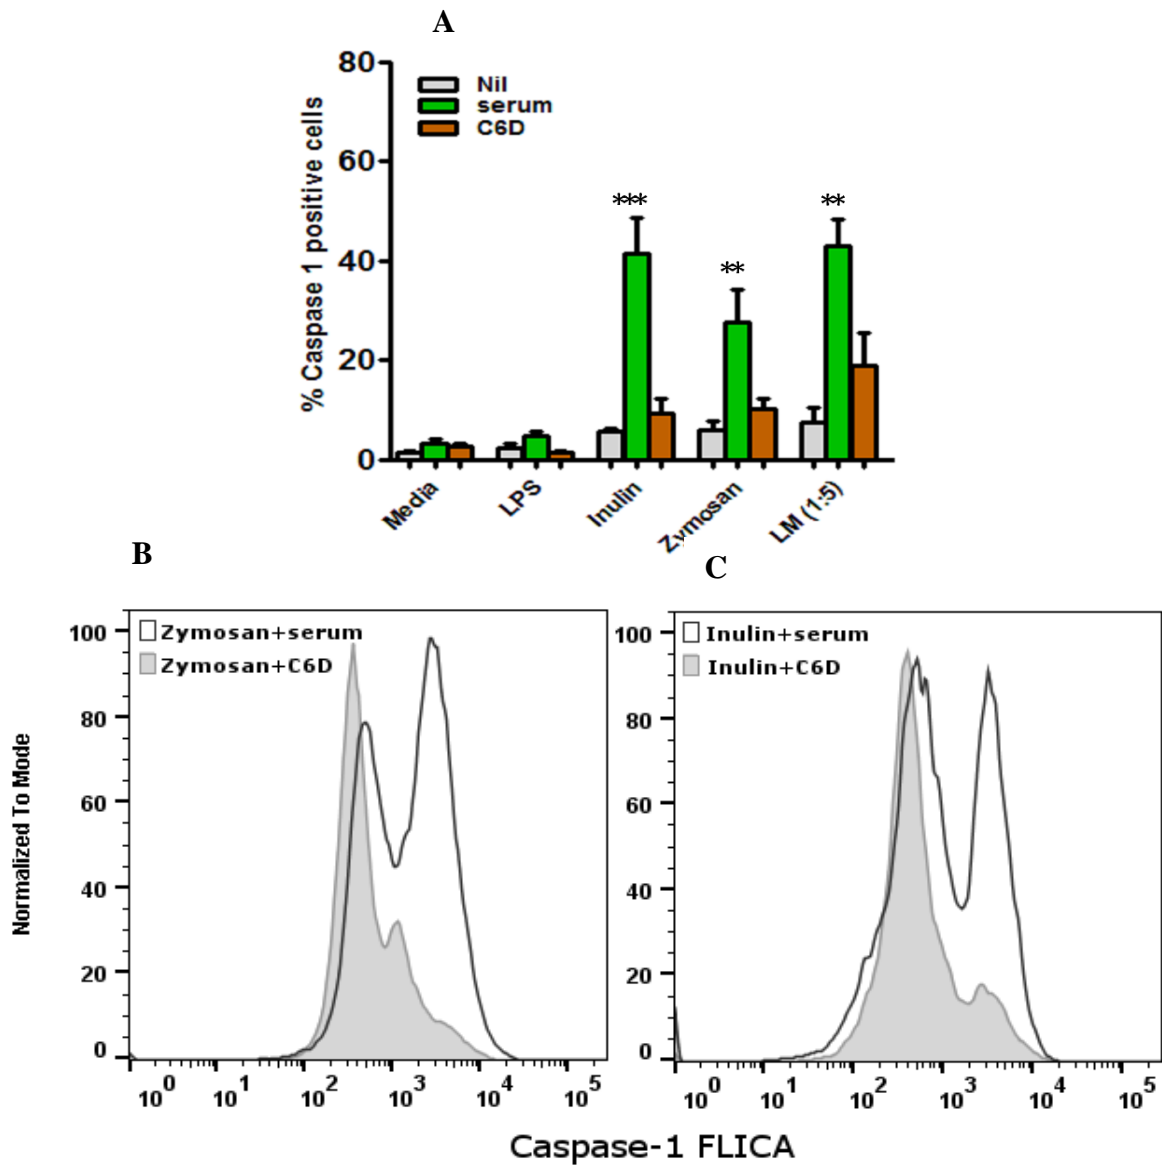 A
80
60
40
20
0
% Caspase 1 positive cells
Nil
serum
C6D
***
**
**
Media
LPS
Inulin
Zymosan
LM (1:5)
B
C
Normalized To Mode
100
80
60
40
20
0
Zymosan+serum
Zymosan+C6D
10^0 10^1 10^2 10^3 10^4 10^5
100
80
60
40
20
0
Inulin+serum
Inulin+C6D
10^0 10^1 10^2 10^3 10^4 10^5
Caspase-1 FLICA